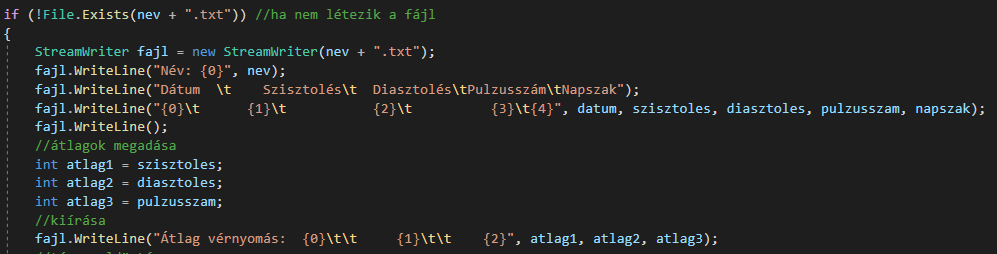 if (!File.Exists(nev + ".txt")) //ha nem létezik a fájl
{
StreamWriter fajl = new StreamWriter(nev + ".txt");
fajl.WriteLine("Név: {0}", nev);
fajl.WriteLine("Dátum  \t    Szisztolés\t  Diasztolés\tPulzusszám\tNapszak");
fajl.WriteLine("{0}\t      {1}\t           {2}\t           {3}\t{4}", datum, szisztoles, diasztoles, pulzusszam, napszak);
fajl.WriteLine();
//átlagok megadása
int atlag1 = szisztoles;
int atlag2 = diasztoles;
int atlag3 = pulzusszam;
//kiírása
fajl.WriteLine("Átlag vérnyomás:  {0}\t\t     {1}\t\t    {2}", atlag1, atlag2, atlag3);